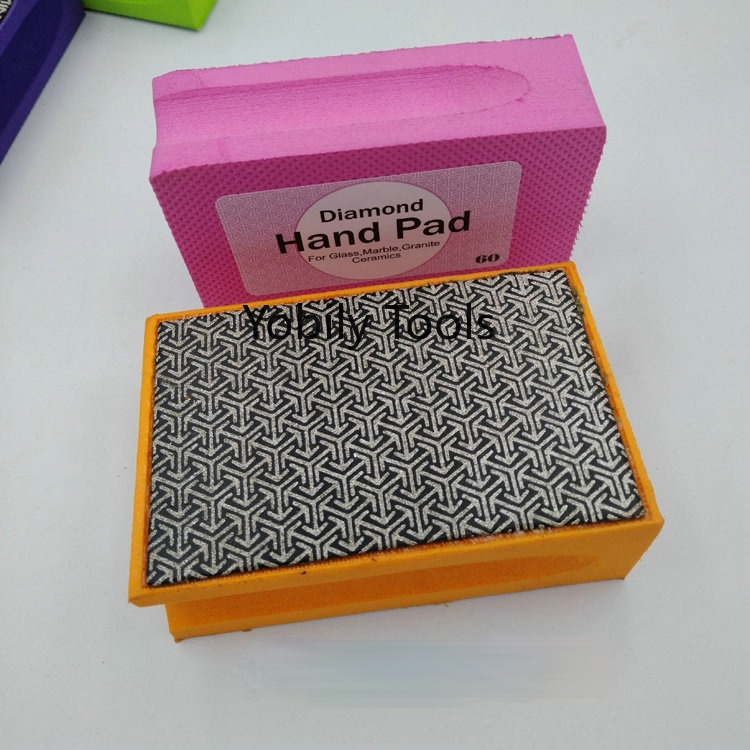 Diamond
Hand Pad
For Glass,Marble,Granite
Ceramics
60
Yobily Tools